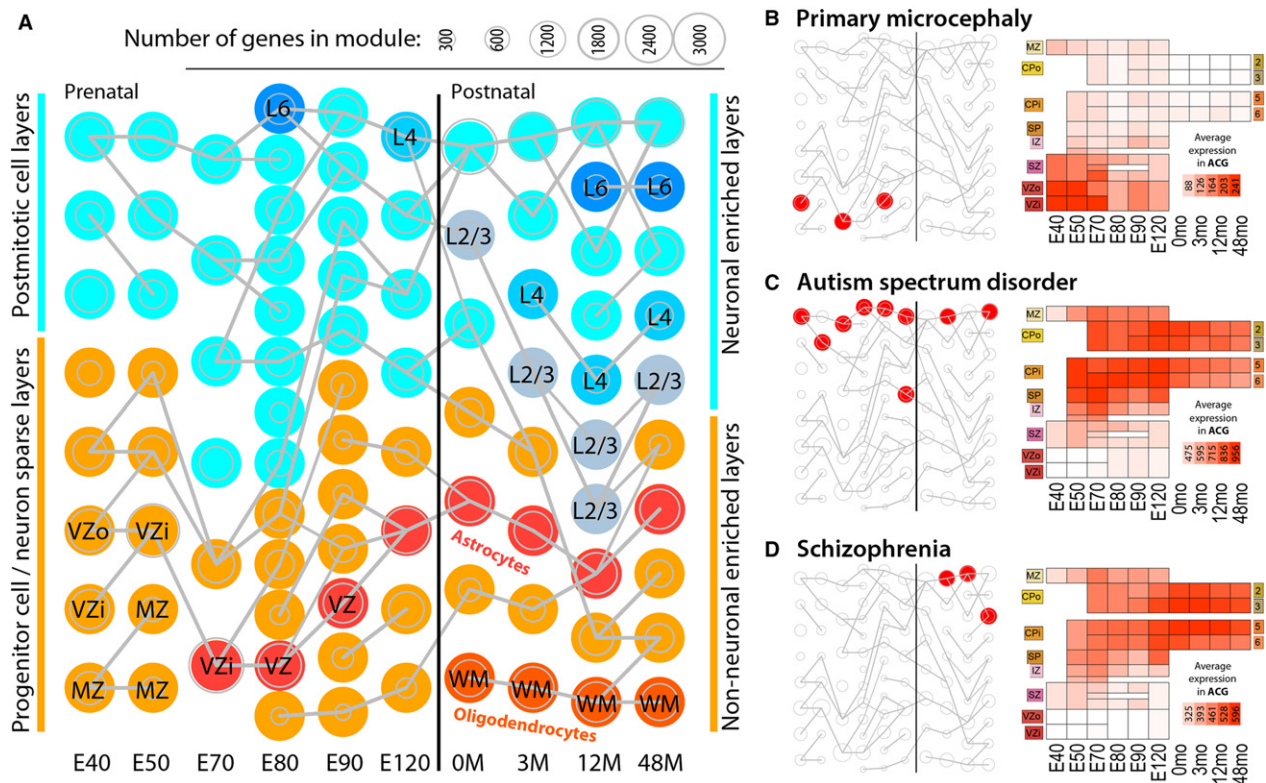 A
Number of genes in module: 300 600 1200 1800 2400 3000
Prenatal
Postnatal
Postmitotic cell layers
Progenitor cell / neuron sparse layers
Neuronal enriched layers
Non-neuronal enriched layers
L6
L4
L6 L6
L2/3
L4
L4
L2/3 L4 L2/3
L2/3
L2/3
VZo VZi
Astrocytes
VZi MZ VZ
VZi VZ
MZ MZ
WM WM WM WM
Oligodendrocytes
E40 E50 E70 E80 E90 E120 0M 3M 12M 48M
B Primary microcephaly
MZ
CPo
2
3
CPi
5
6
SP
IZ
SZ
VZo
VZi
Average
expression
in ACG
88 126 164 203 241
E40 E50 E70 E80 E90 E120 0mo 3mo 12mo 48mo
C Autism spectrum disorder
MZ
CPo
2
3
CPi
5
6
SP
IZ
SZ
VZo
VZi
Average
expression
in ACG
475 595 715 836 956
E40 E50 E70 E80 E90 E120 0mo 3mo 12mo 48mo
D Schizophrenia
MZ
CPo
2
3
CPi
5
6
SP
IZ
SZ
VZo
VZi
Average
expression
in ACG
325 393 461 528 596
E40 E50 E70 E80 E90 E120 0mo 3mo 12mo 48mo